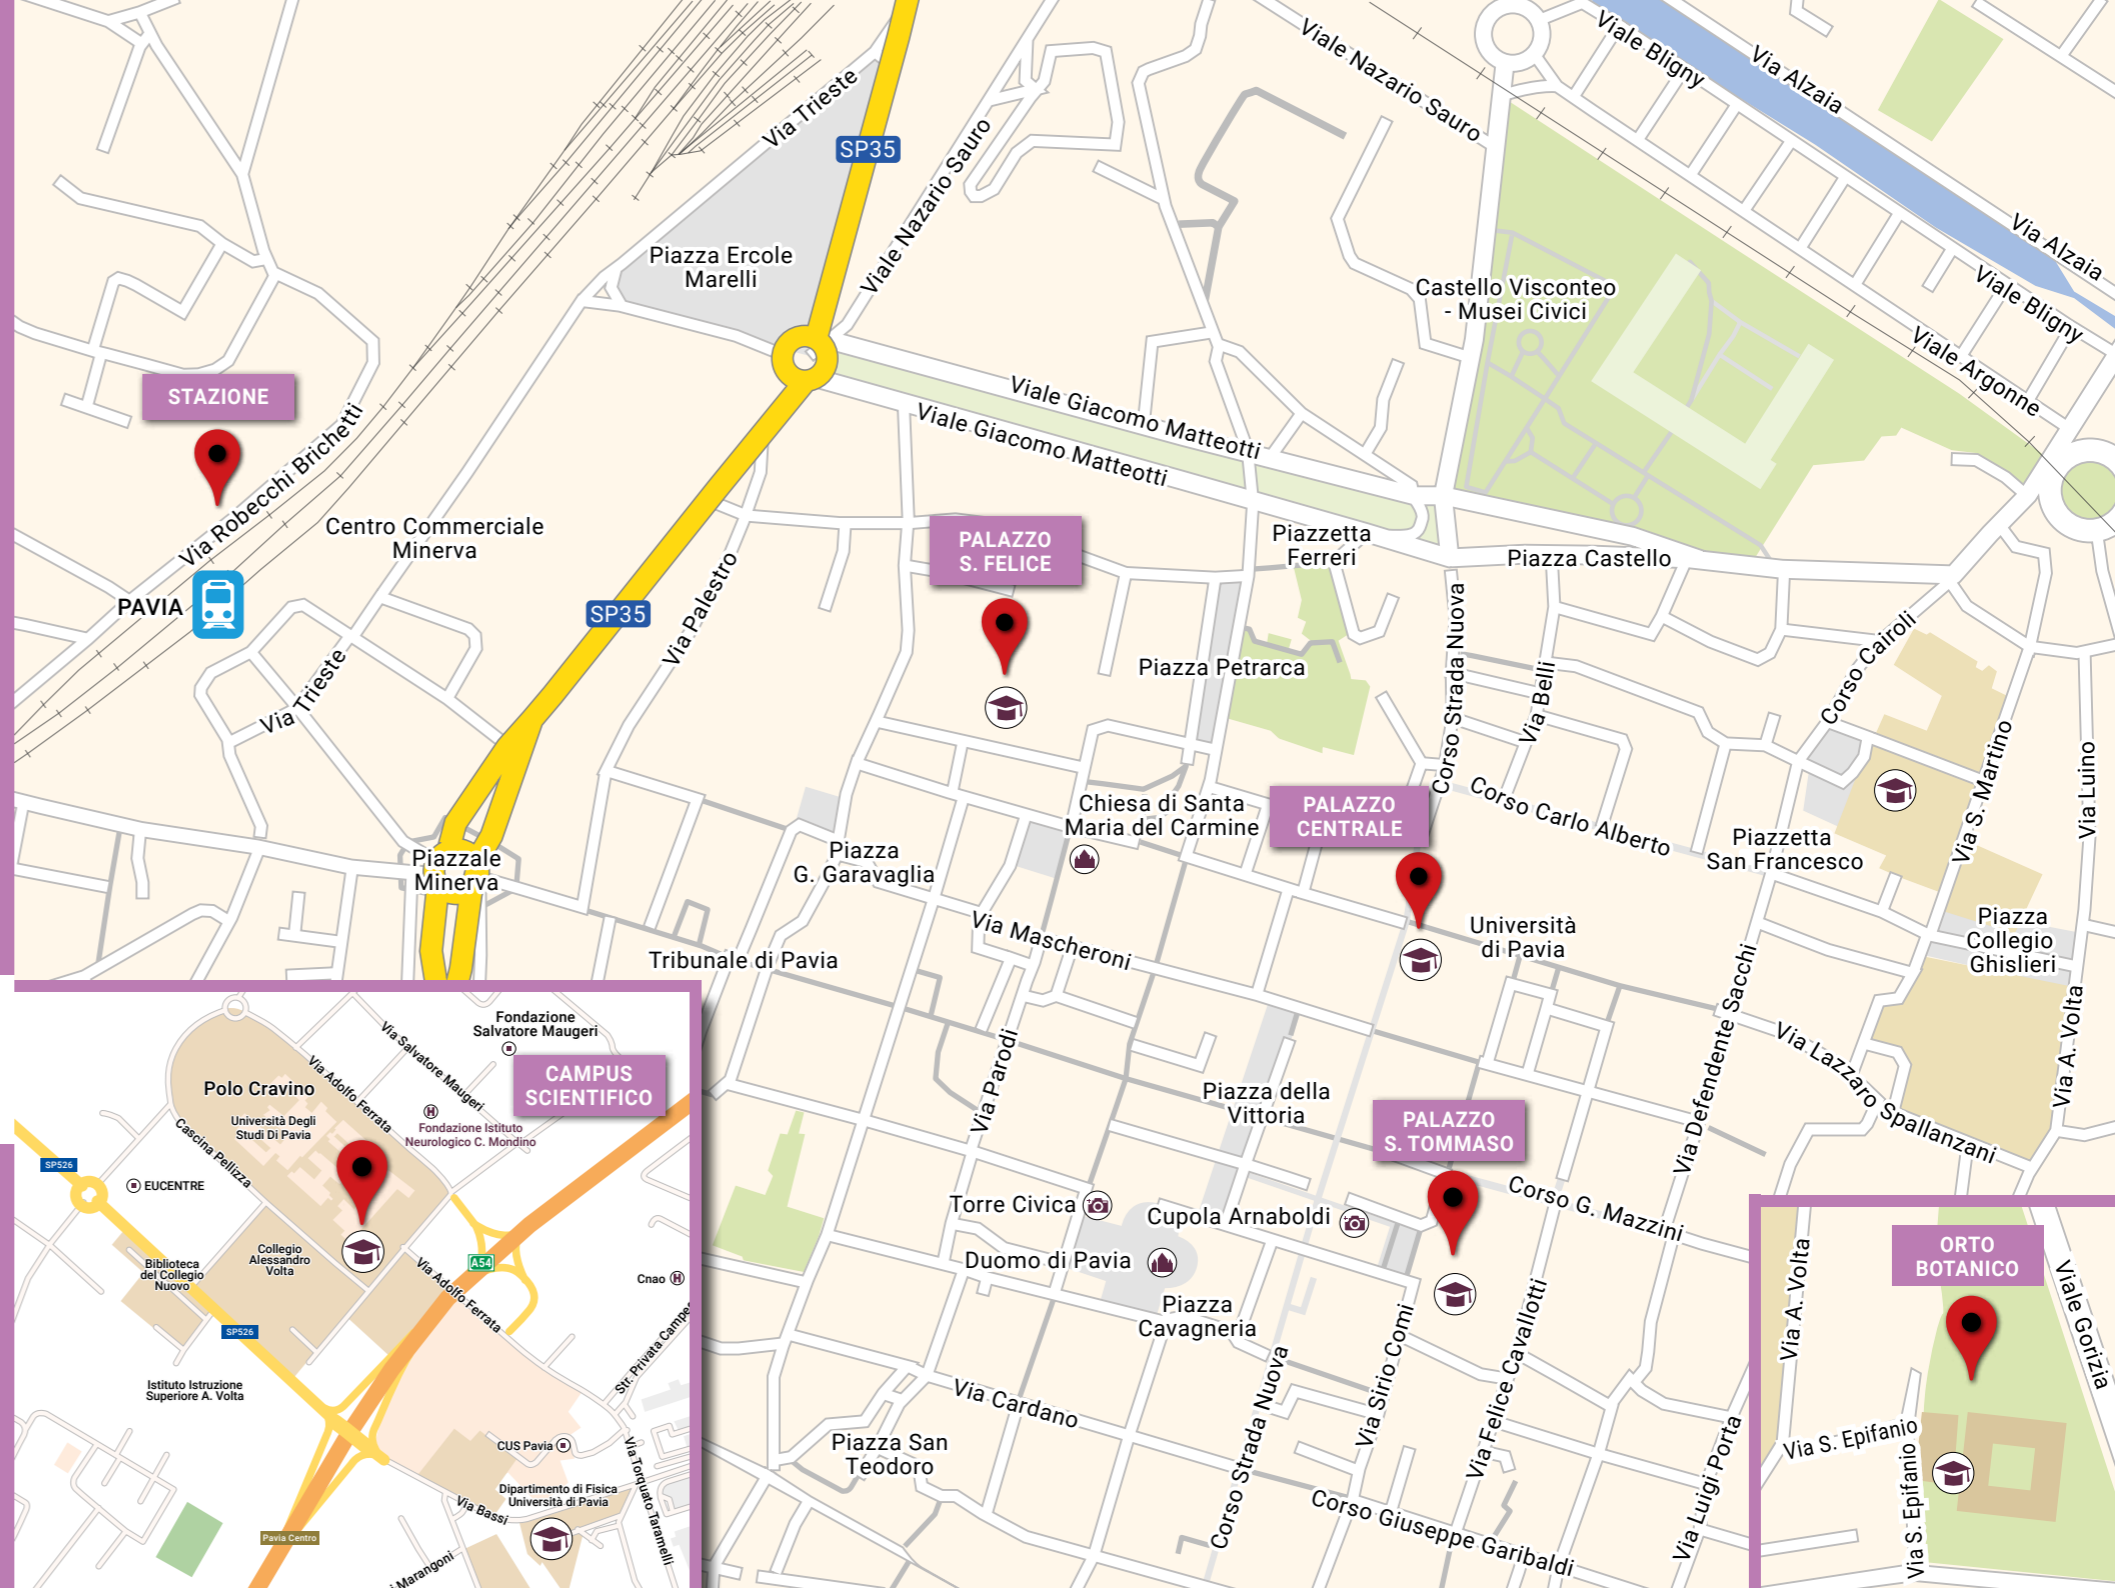 Viale Nazario Sauro
Viale Bligny
Via Alzaia
Via Trieste
SP35
Viale Nazario Sauro
Via Alzaia
Piazza Ercole
Marelli
Castello Visconteo
- Musei Civici
Viale Bligny
Viale Argonne
STAZIONE
Viale Giacomo Matteotti
Viale Giacomo Matteotti
Via Robecchi Brichetti
Centro Commerciale
Minerva
PALAZZO
S. FELICE
Piazzetta
Ferreri
Piazza Castello
PAVIA
SP35
Via Palestro
Corso Strada Nuova
Corso Cairoli
Via Trieste
Piazza Petrarca
Via Belli
Via S. Martino
Via Luino
Chiesa di Santa
Maria del Carmine
PALAZZO
CENTRALE
Corso Carlo Alberto
Piazzetta
San Francesco
Piazzale
Minerva
Piazza
G. Garavaglia
Via Mascheroni
Università
di Pavia
Piazza
Collegio
Ghislieri
Tribunale di Pavia
Via Defendente Sacchi
Via A. Volta
Via Lazzaro Spallanzani
Via Parodi
Piazza della
Vittoria
PALAZZO
S. TOMMASO
Torre Civica
Cupola Arnaboldi
Corso G. Mazzini
Duomo di Pavia
Piazza
Cavagneria
Via Cardano
Corso Strada Nuova
Via Sirio Comi
Via Felice Cavallotti
Via Luigi Porta
Piazza San
Teodoro
Corso Giuseppe Garibaldi
Fondazione
Salvatore Maugeri
Via Salvatore Maugeri
CAMPUS
SCIENTIFICO
Via Adolfo Ferrata
Polo Cravino
Università Degli
Studi Di Pavia
H
Fondazione Istituto
Neurologico C. Mondino
Cascina Pellizza
SP526
EUCENTRE
Collegio
Alessandro
Volta
Biblioteca
del Collegio
Nuovo
A54
Via Adolfo Ferrata
Cnao H
SP526
Str. Privata Campe
Istituto Istruzione
Superiore A. Volta
CUS Pavia
Via Torquato Taramelli
Dipartimento di Fisica
Università di Pavia
Via Bassi
Pavia Centro
i Marangoni
ORTO
BOTANICO
Via A. Volta
Viale Gorizia
Via S. Epifanio
Via S. Epifanio